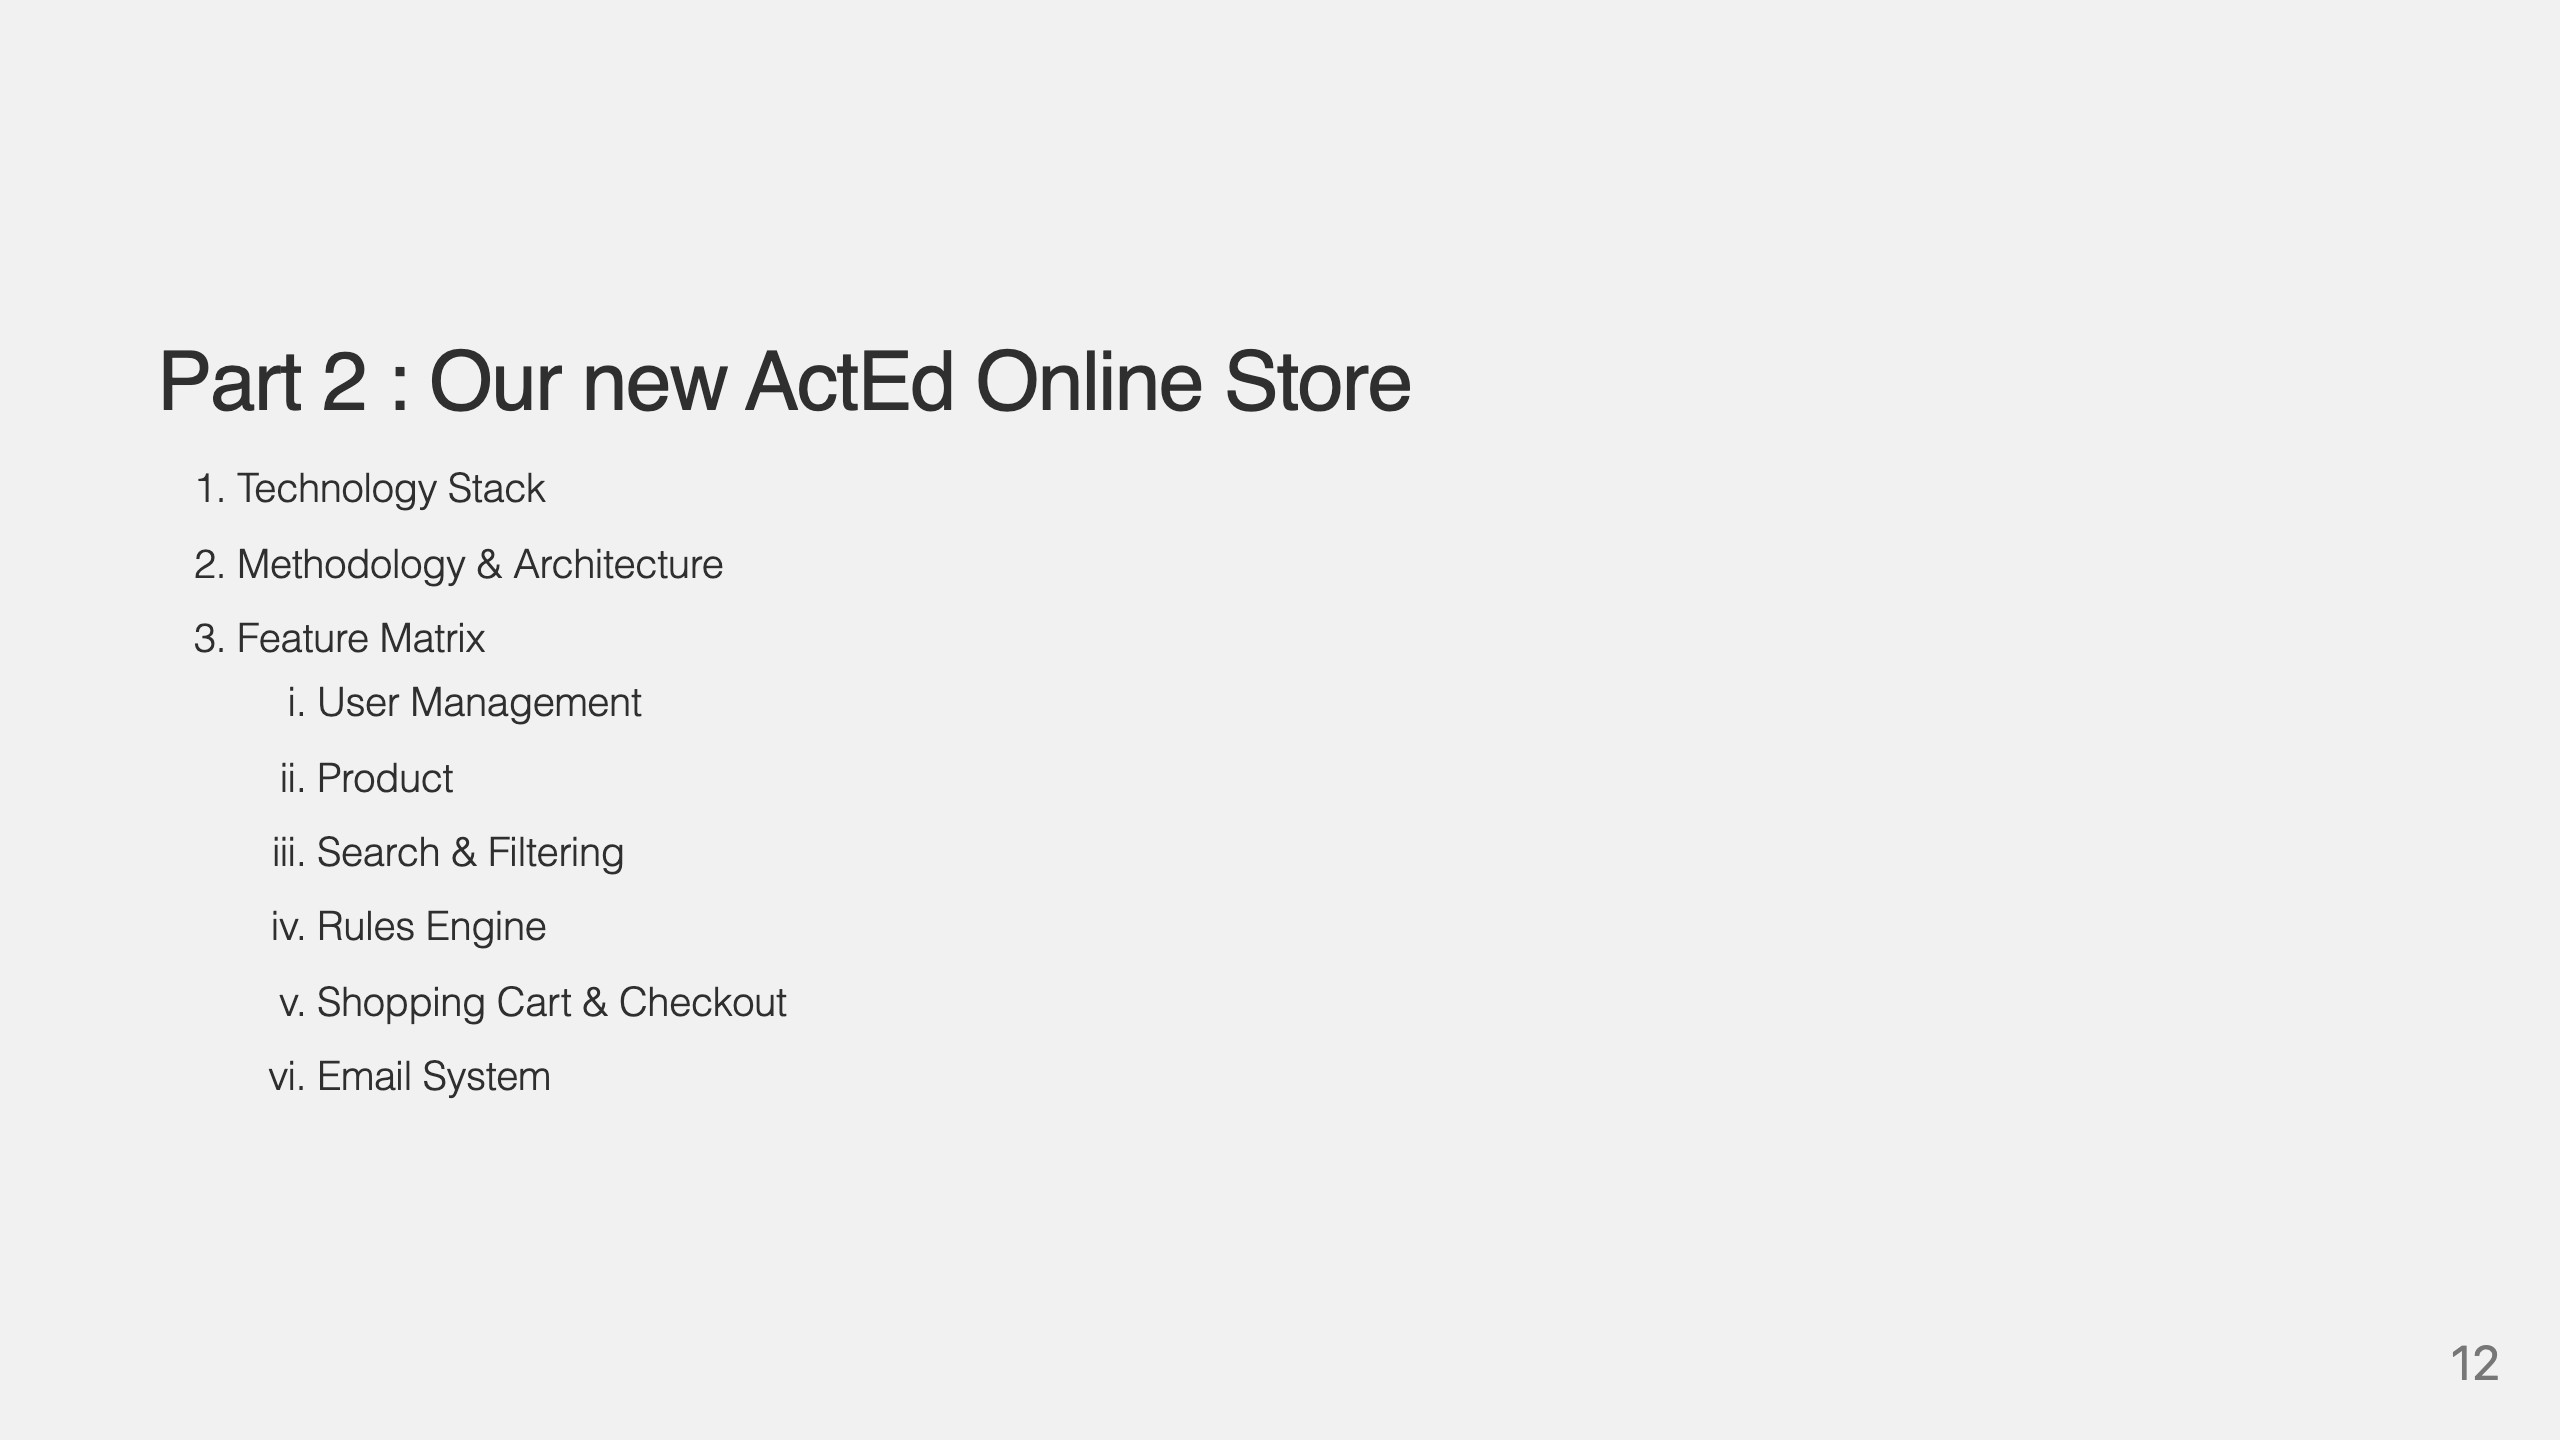 Part 2 : Our new ActEd Online Store
1. Technology Stack
2. Methodology & Architecture
3. Feature Matrix
i. User Management
ii. Product
iii. Search & Filtering
iv. Rules Engine
v. Shopping Cart & Checkout
vi. Email System
12